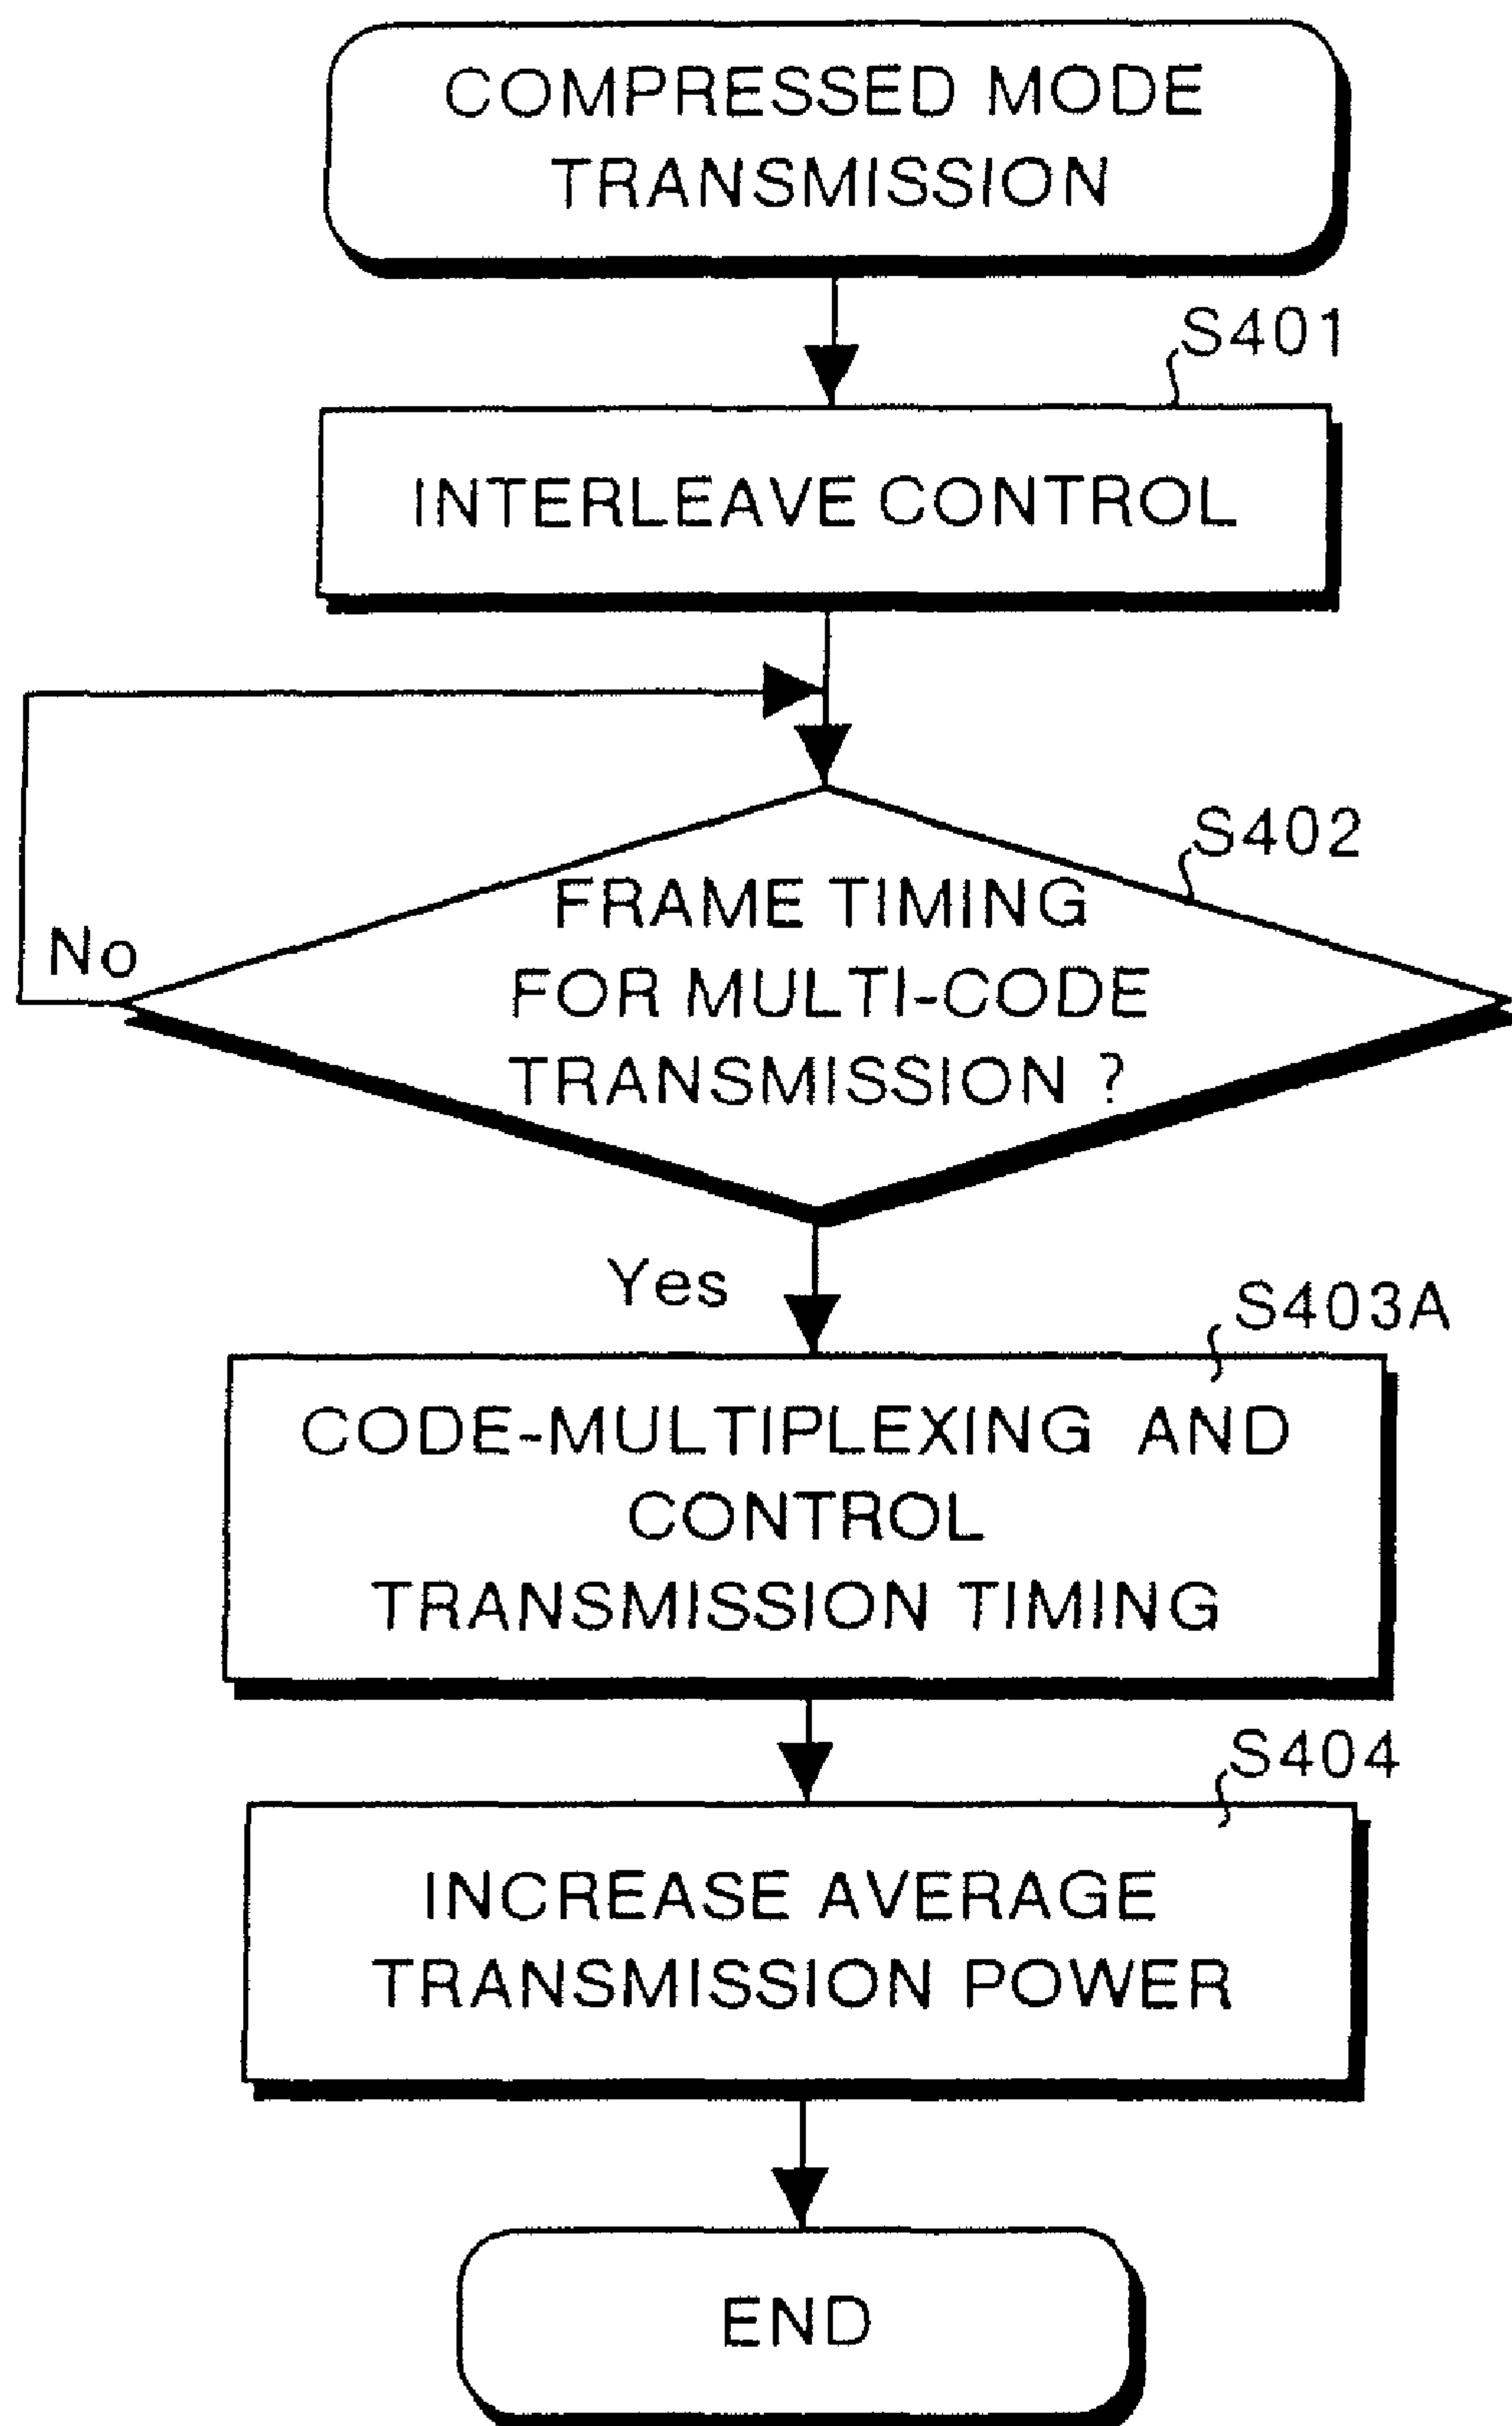 COMPRESSED MODE
TRANSMISSION
S401
INTERLEAVE CONTROL
S402
FRAME TIMING
No
FOR MULTI-CODE
TRANSMISSION ?
Yes
S403A
CODE-MULTIPLEXING AND
CONTROL
TRANSMISSION TIMING
S404
INCREASE AVERAGE
TRANSMISSION POWER
END